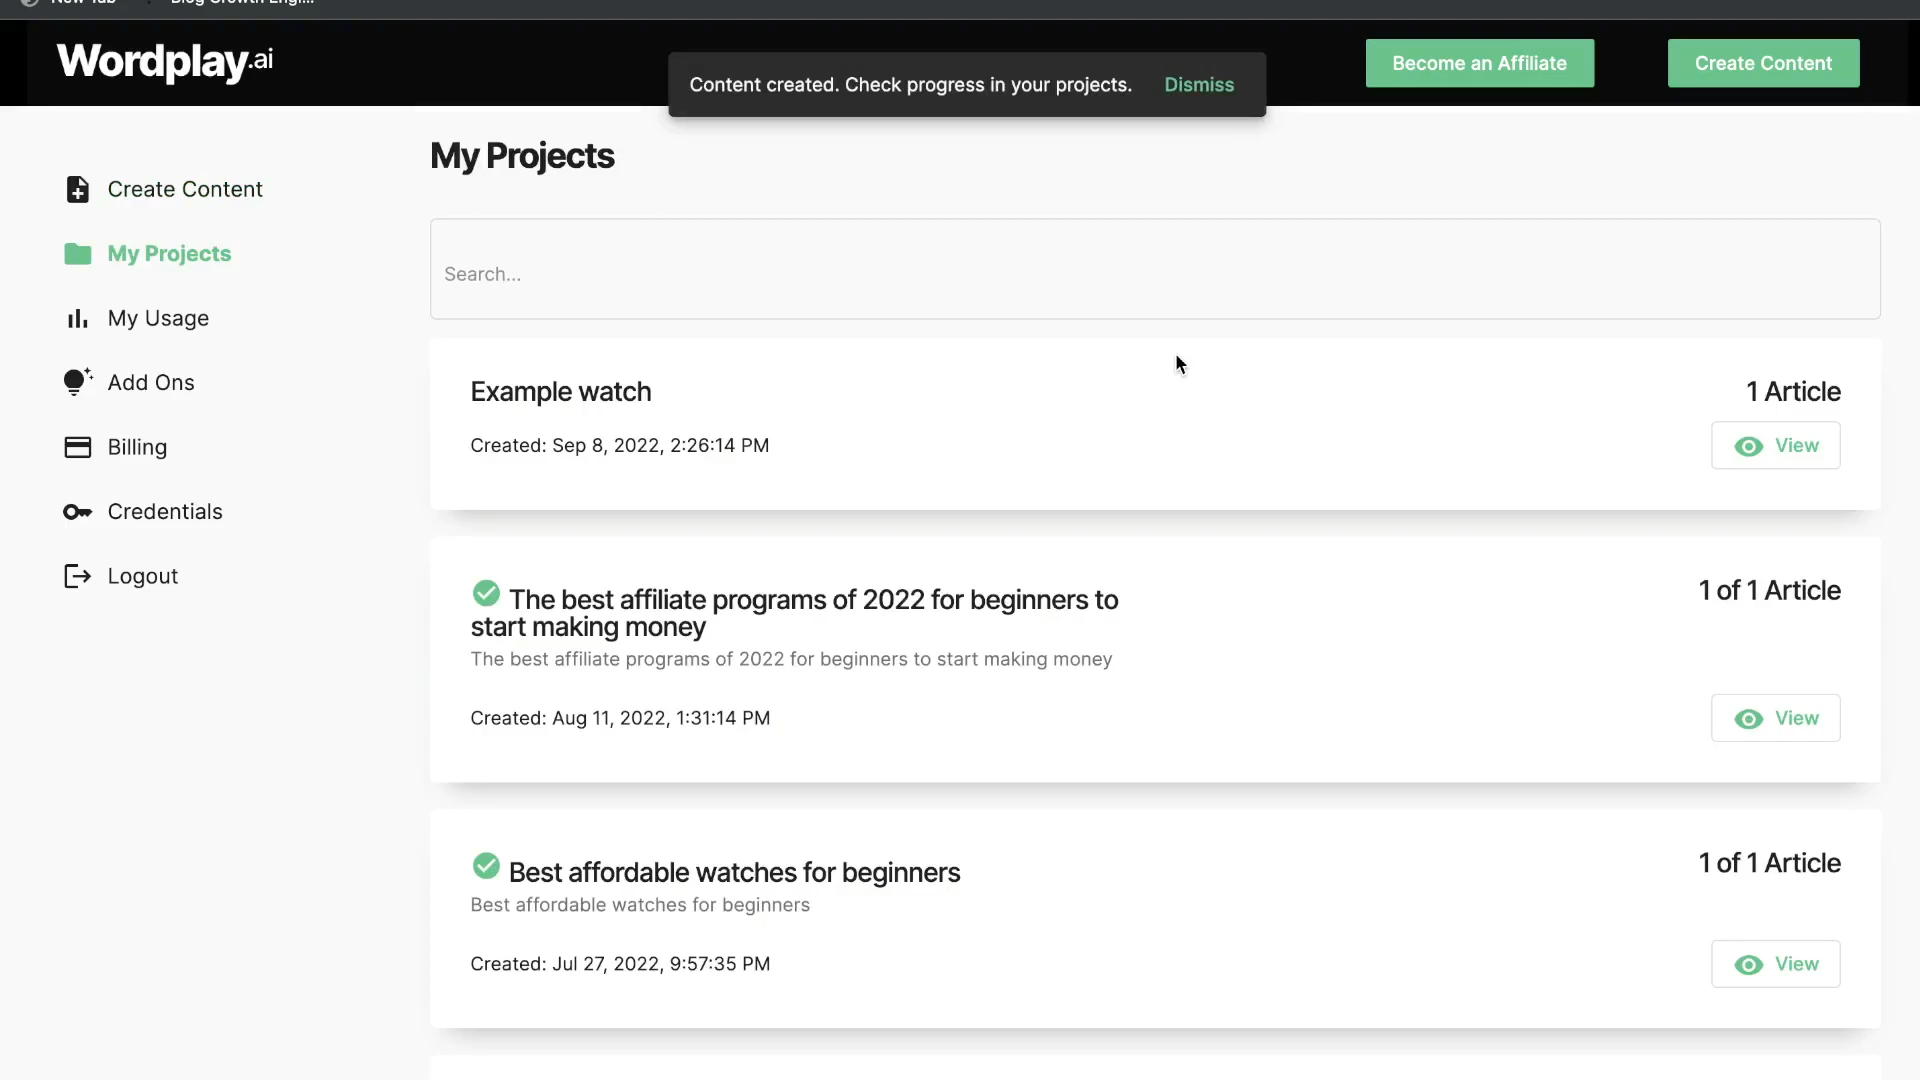 New Tab
Blog Growth Engi...
Wordplay.ai
Content created. Check progress in your projects. Dismiss
Become an Affiliate
Create Content
My Projects
Create Content
My Projects
My Usage
Add Ons
Billing
Credentials
Logout
Search...
Example watch
1 Article
Created: Sep 8, 2022, 2:26:14 PM
View
The best affiliate programs of 2022 for beginners to
start making money
1 of 1 Article
The best affiliate programs of 2022 for beginners to start making money
Created: Aug 11, 2022, 1:31:14 PM
View
Best affordable watches for beginners
1 of 1 Article
Best affordable watches for beginners
Created: Jul 27, 2022, 9:57:35 PM
View